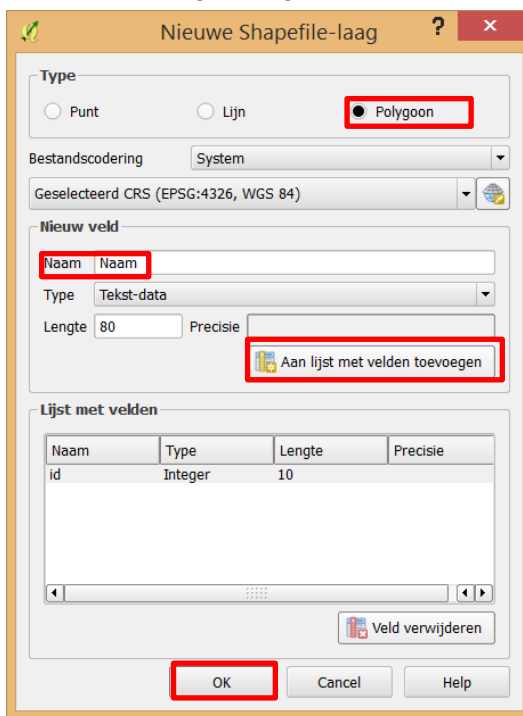 Nieuwe Shapefile-laag ? ×
Type
Punt Lijn Polygoon
Bestandscodering System
Geselecteerd CRS (EPSG:4326, WGS 84)
Nieuw veld
Naam Naam
Type Tekst-data
Lengte 80 Precisie
Aan lijst met velden toevoegen
Lijst met velden
Naam Type Lengte Precisie
id Integer 10
Veld verwijderen
OK Cancel Help